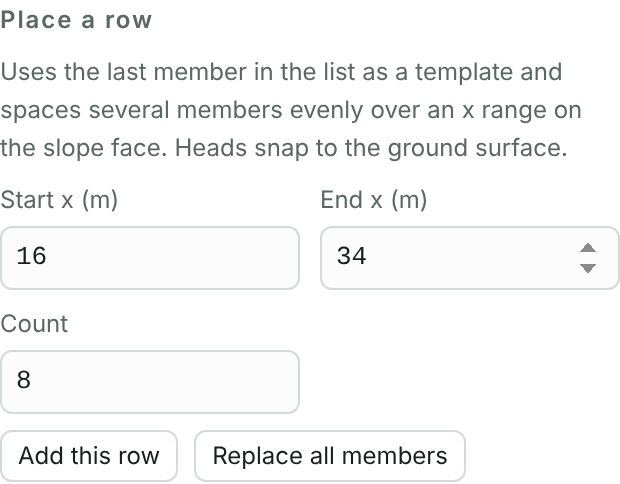 Place a row
Uses the last member in the list as a template and
spaces several members evenly over an x range on
the slope face. Heads snap to the ground surface.
Start x (m)
End x (m)
16
34
Count
8
Add this row
Replace all members